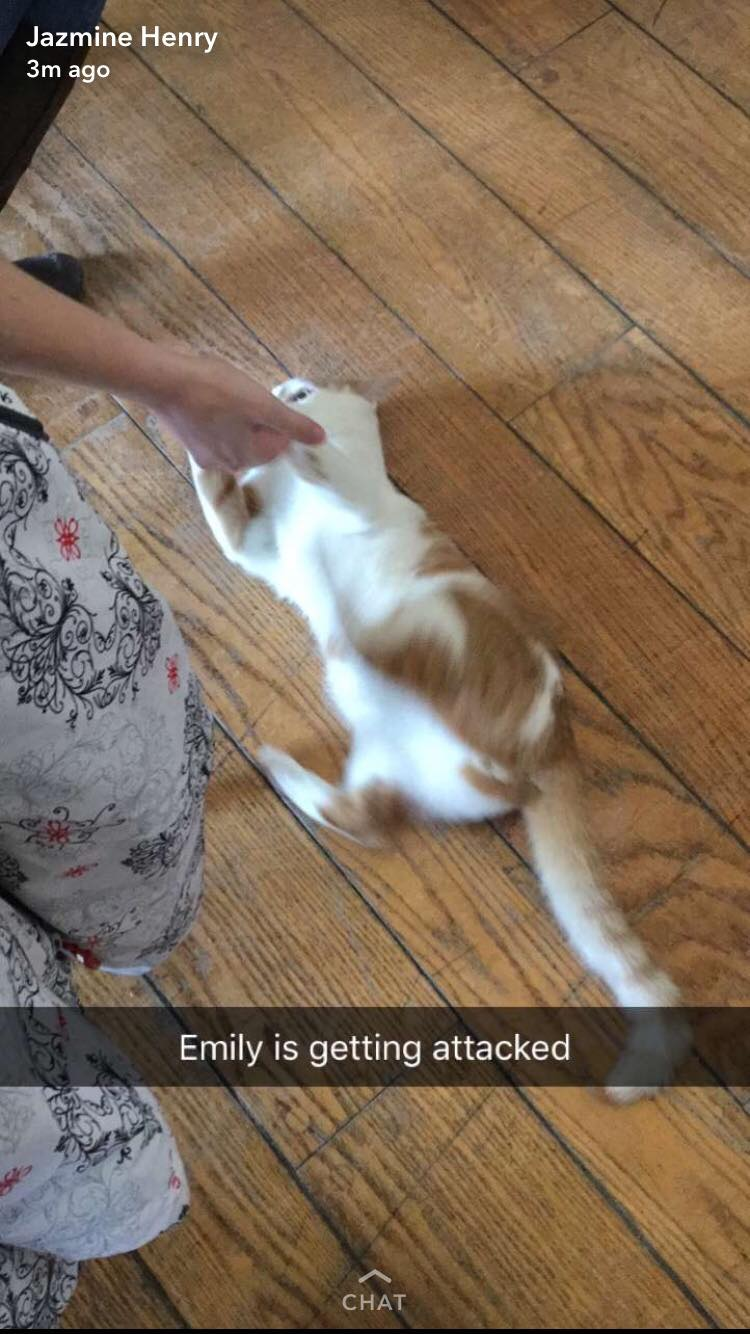 Jazmine Henry
3m ago
Emily is getting attacked
CHAT